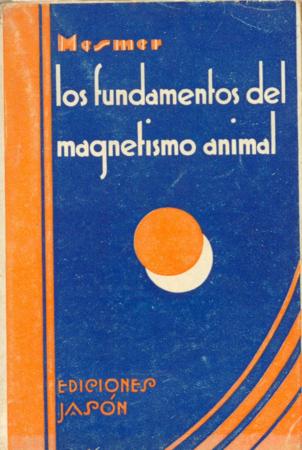 Mesmer
los fundamentos del
magnetismo animal
EDICIONES
JASÓN